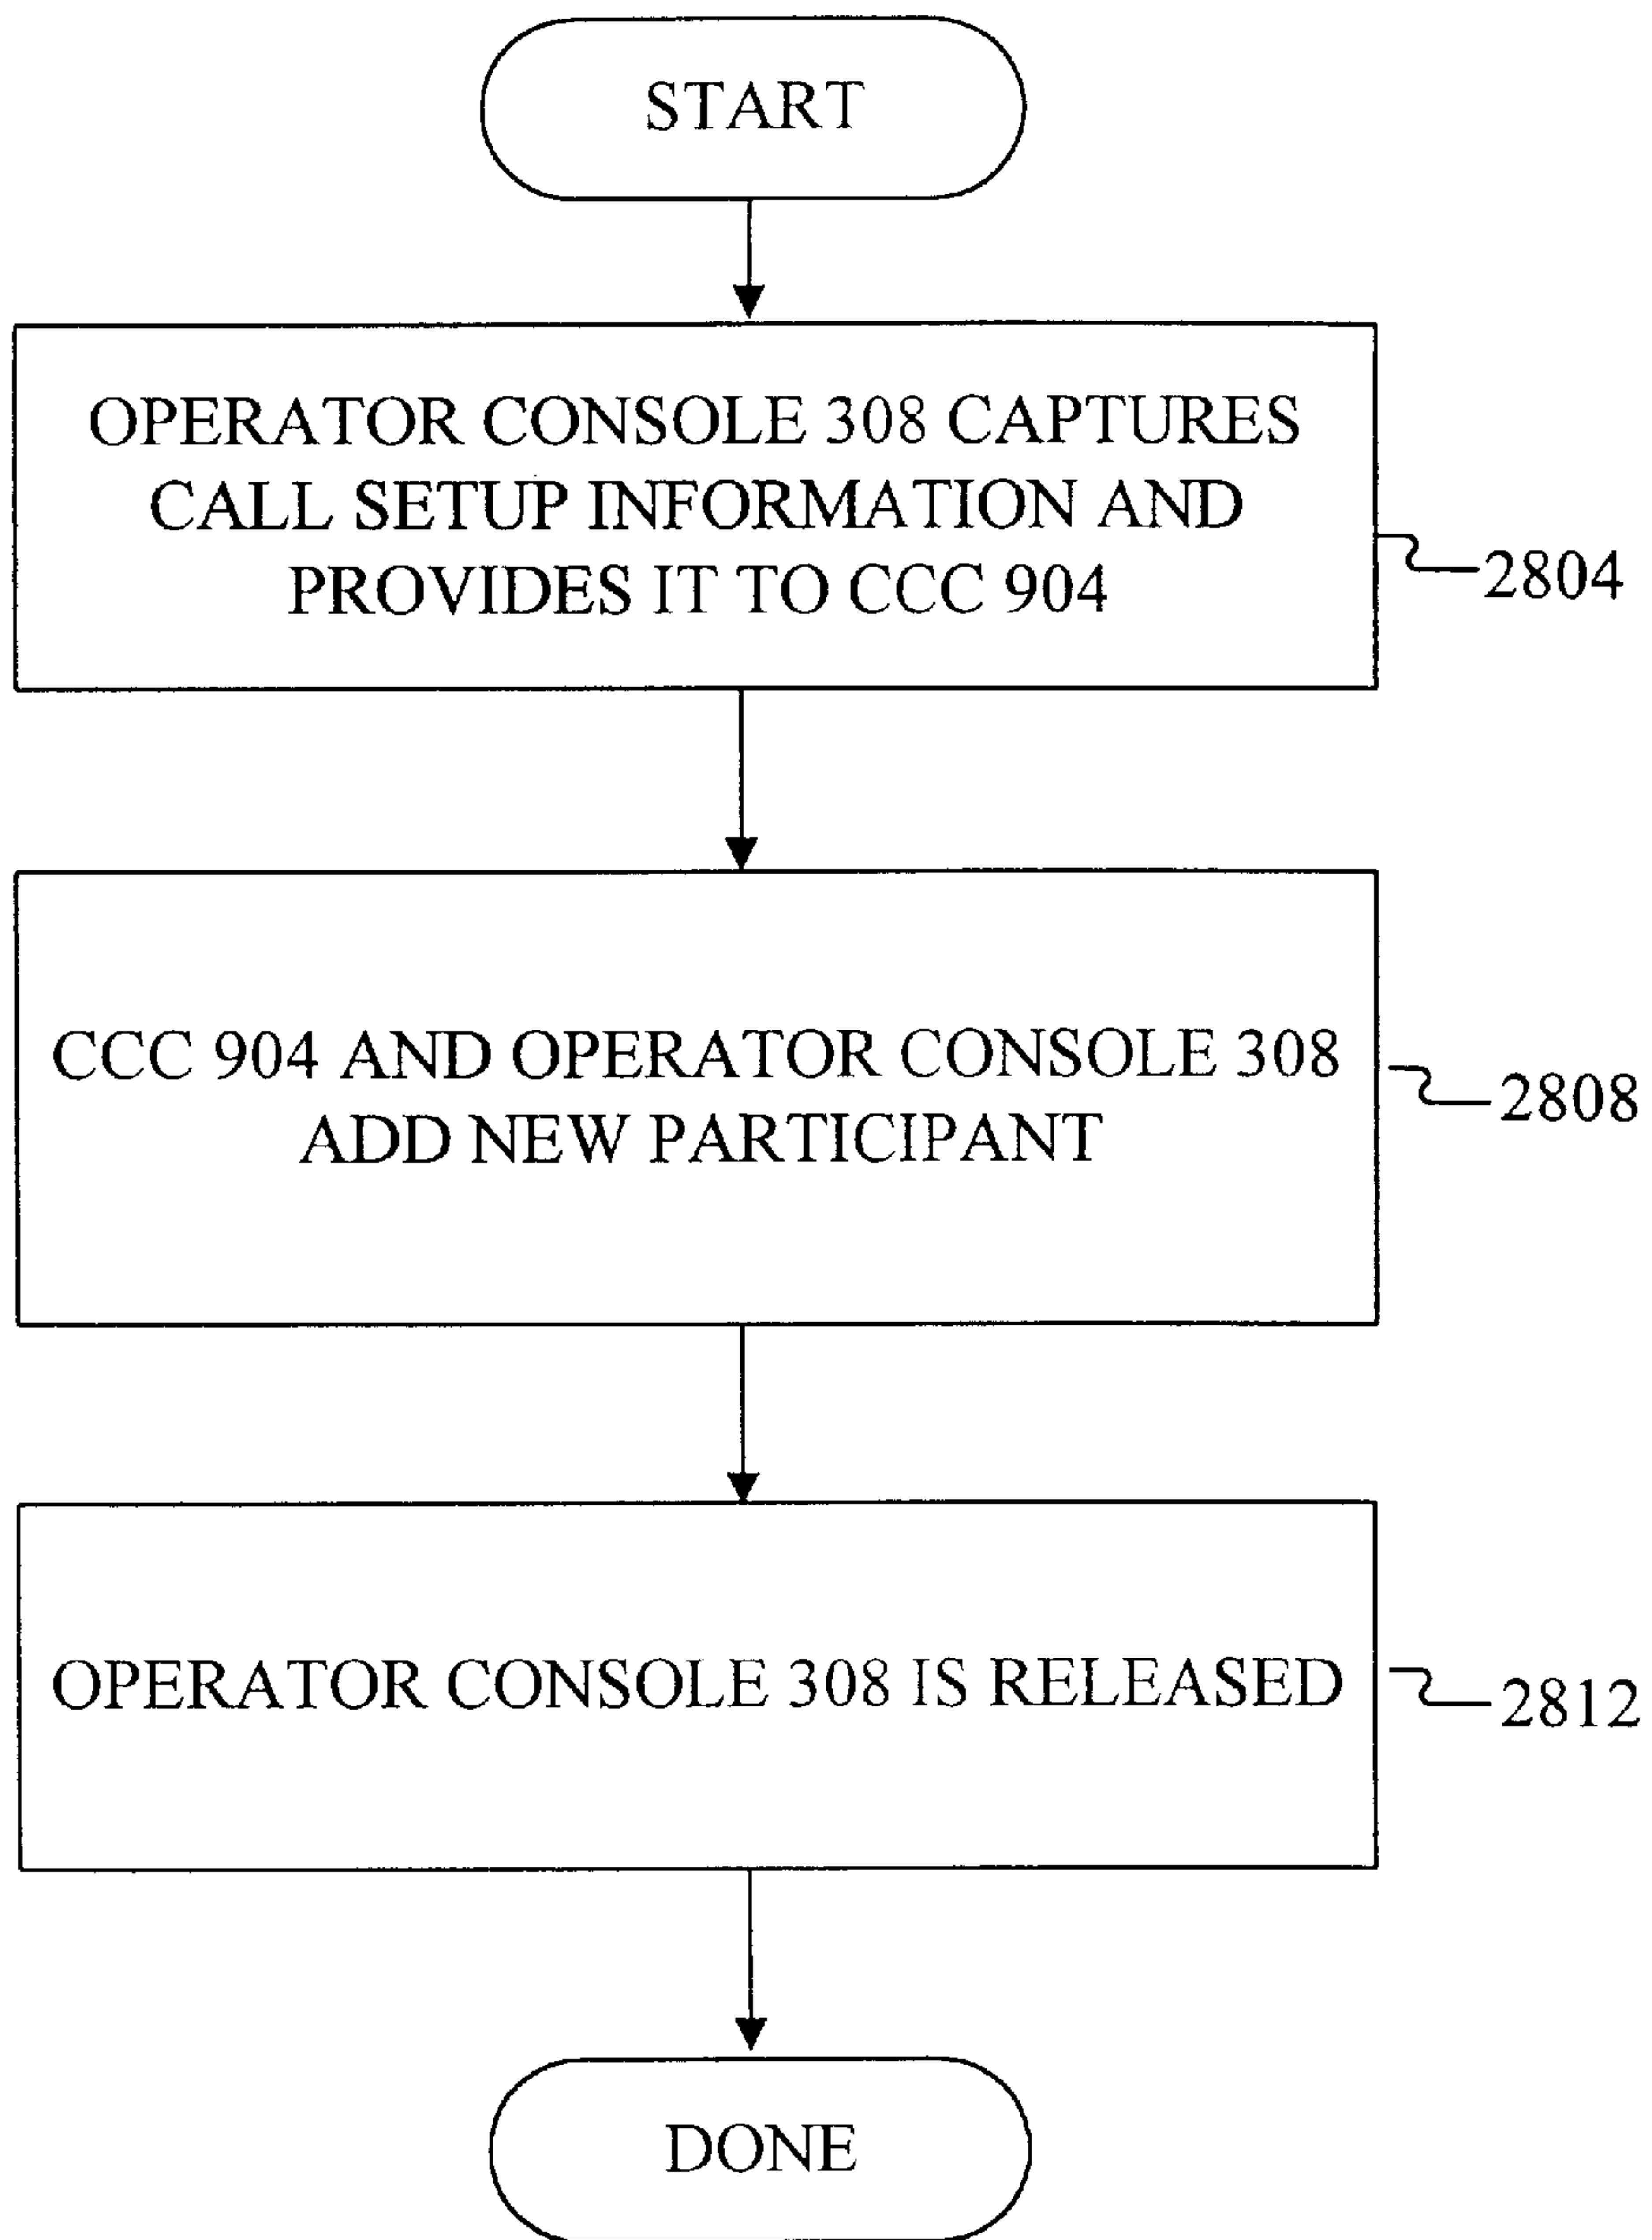 START
OPERATOR CONSOLE 308 CAPTURES
CALL SETUP INFORMATION AND
PROVIDES IT TO CCC 904
2804
CCC 904 AND OPERATOR CONSOLE 308
ADD NEW PARTICIPANT
2808
OPERATOR CONSOLE 308 IS RELEASED
2812
DONE